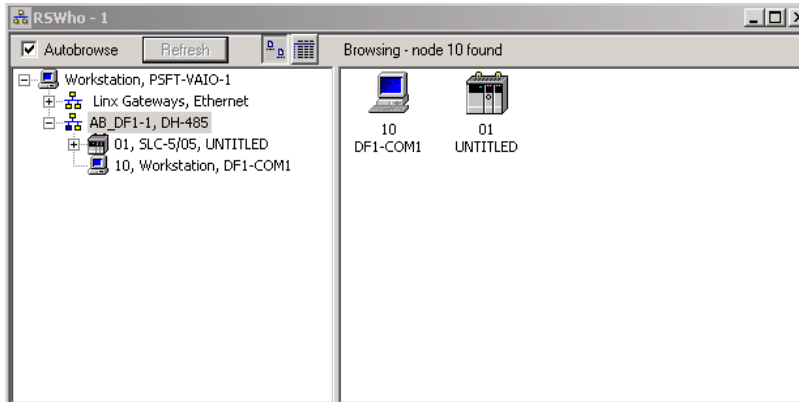 RSWho - 1
Autobrowse Refresh Browsing - node 10 found
Workstation, PSFT-VAIO-1
Linx Gateways, Ethernet
AB_DF1-1, DH-485
01, SLC-5/05, UNTITLED
10, Workstation, DF1-COM1
10
DF1-COM1
01
UNTITLED